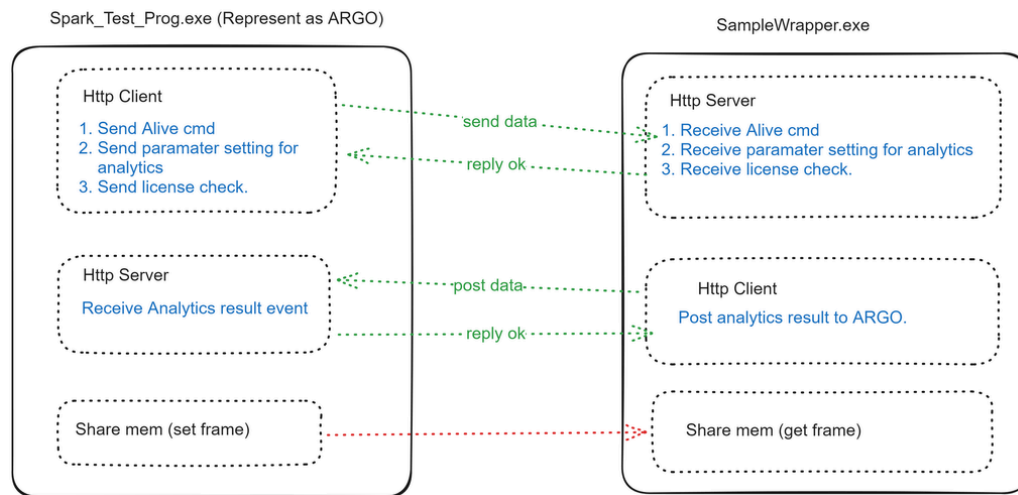 Spark_Test_Prog.exe (Represent as ARGO)
SampleWrapper.exe
Http Client
1. Send Alive cmd
2. Send paramater setting for
analytics
3. Send license check.
send data
reply ok
Http Server
1. Receive Alive cmd
2. Receive paramater setting for analytics
3. Receive license check.
Http Server
Receive Analytics result event
post data
reply ok
Http Client
Post analytics result to ARGO.
Share mem (set frame)
Share mem (get frame)